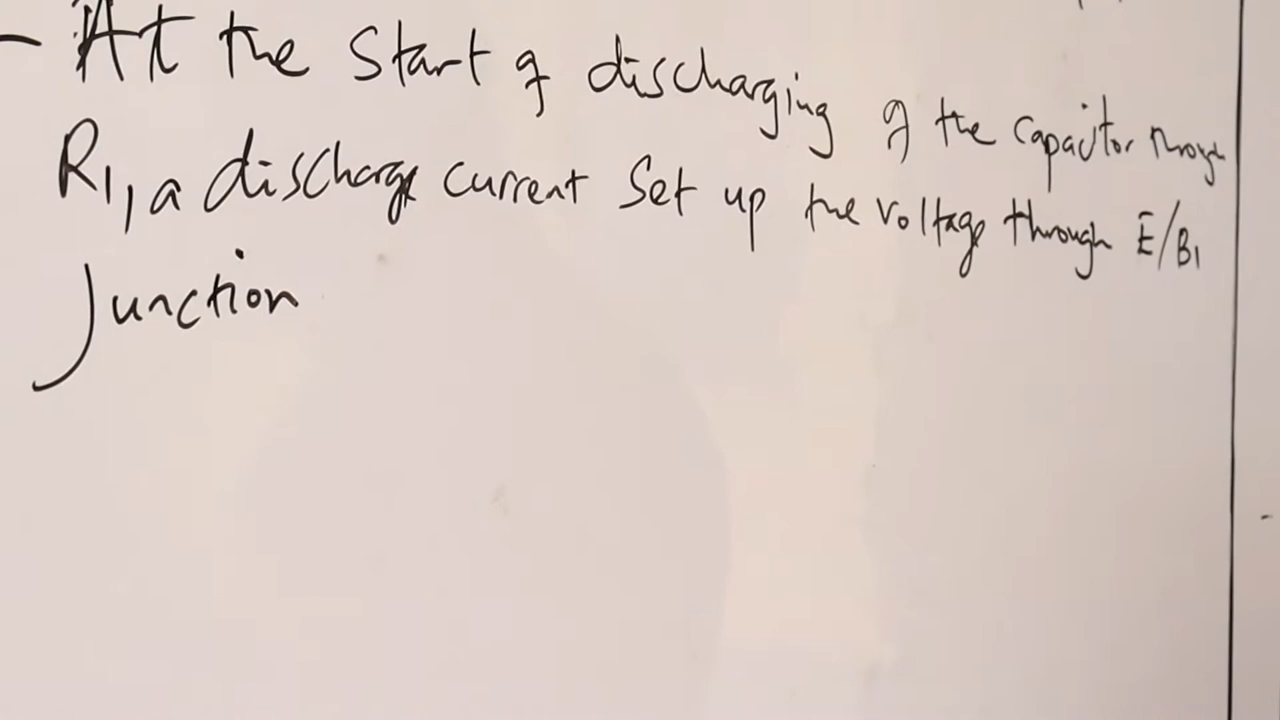 - At the start of discharging of the capacitor through
R1, a discharge current set up the voltage through E/B1
Junction